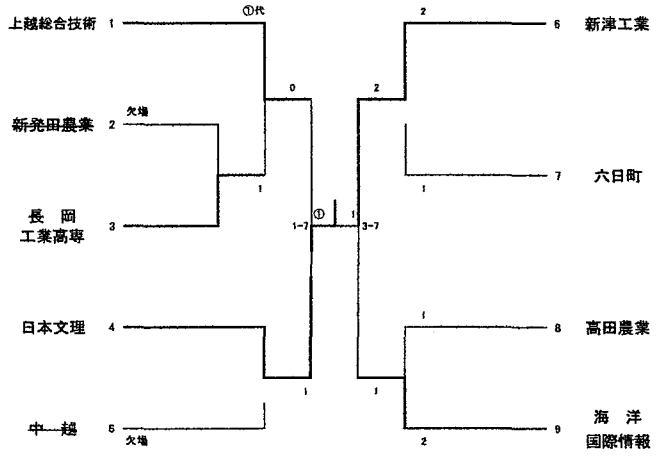 上越総合技術 1 ①代 2 6 新津工業
0 2
新発田農業 2 欠場
1 1 7 六日町
長岡
工業高専 3 1-7 ① 1 3-7
日本文理 4 1 8 高田農業
1 1
中越 5 欠場 2 9 海洋
国際情報